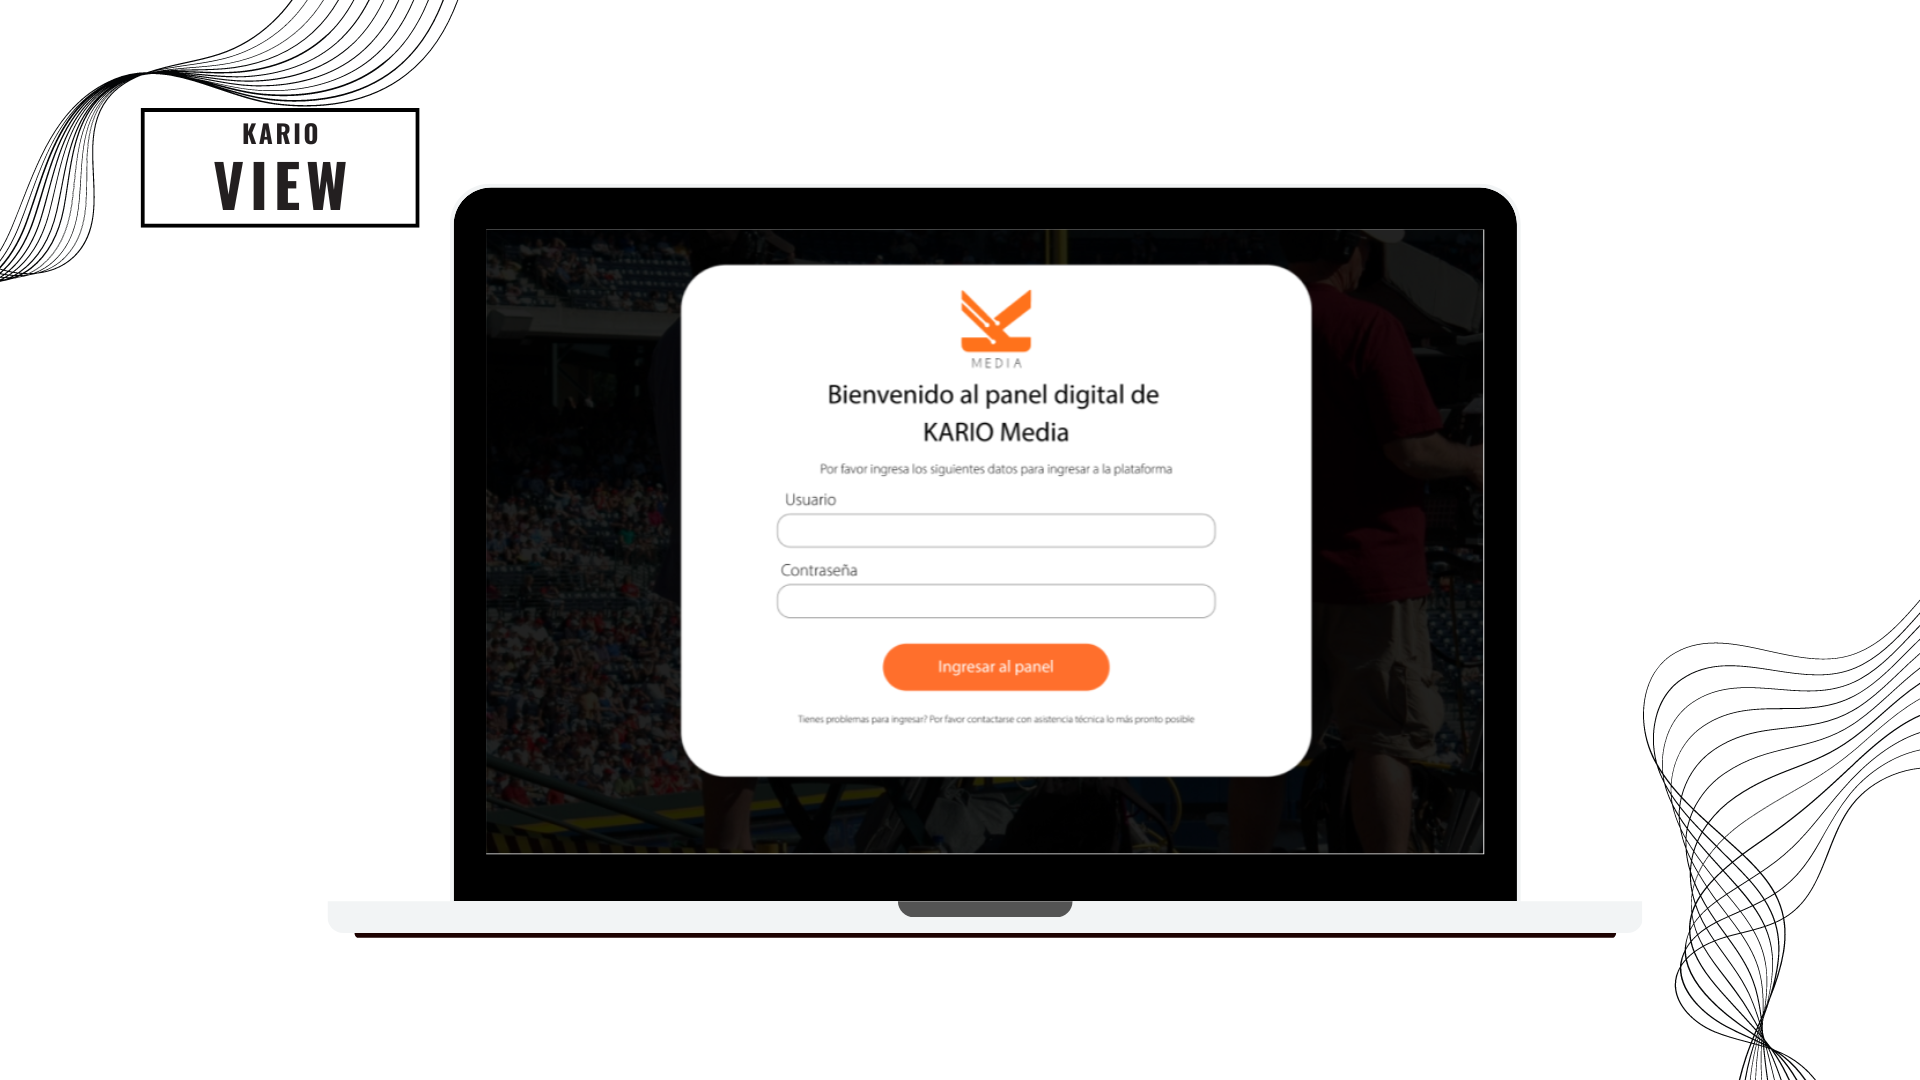 KARIO
VIEW
MEDIA
Bienvenido al panel digital de
KARIO Media
Por favor ingresa los siguientes datos para ingresar a la plataforma
Usuario
Contraseña
Ingresar al panel
Tienes problemas para ingresar? Por favor contactarse con asistencia técnica lo más pronto posible